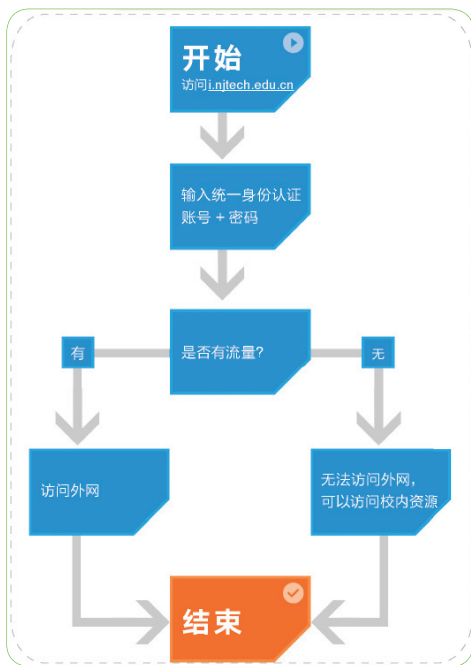 开始
访问i.njtech.edu.cn
输入统一身份认证
账号 + 密码
是否有流量?
有
无
访问外网
无法访问外网，
可以访问校内资源
结束